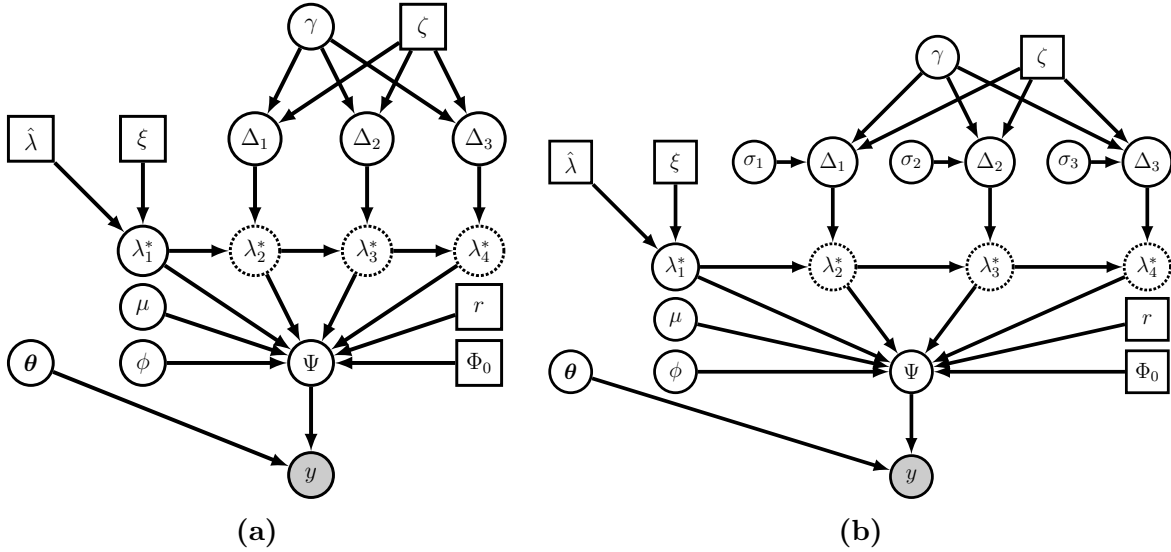 γ ζ
Δ₁ Δ₂ Δ₃
λ̂ ξ
λ₁* λ₂* λ₃* λ₄*
μ r
θ ϕ Ψ Φ₀
y
(a)
γ ζ
σ₁ Δ₁ σ₂ Δ₂ σ₃ Δ₃
λ̂ ξ
λ₁* λ₂* λ₃* λ₄*
μ r
θ ϕ Ψ Φ₀
y
(b)